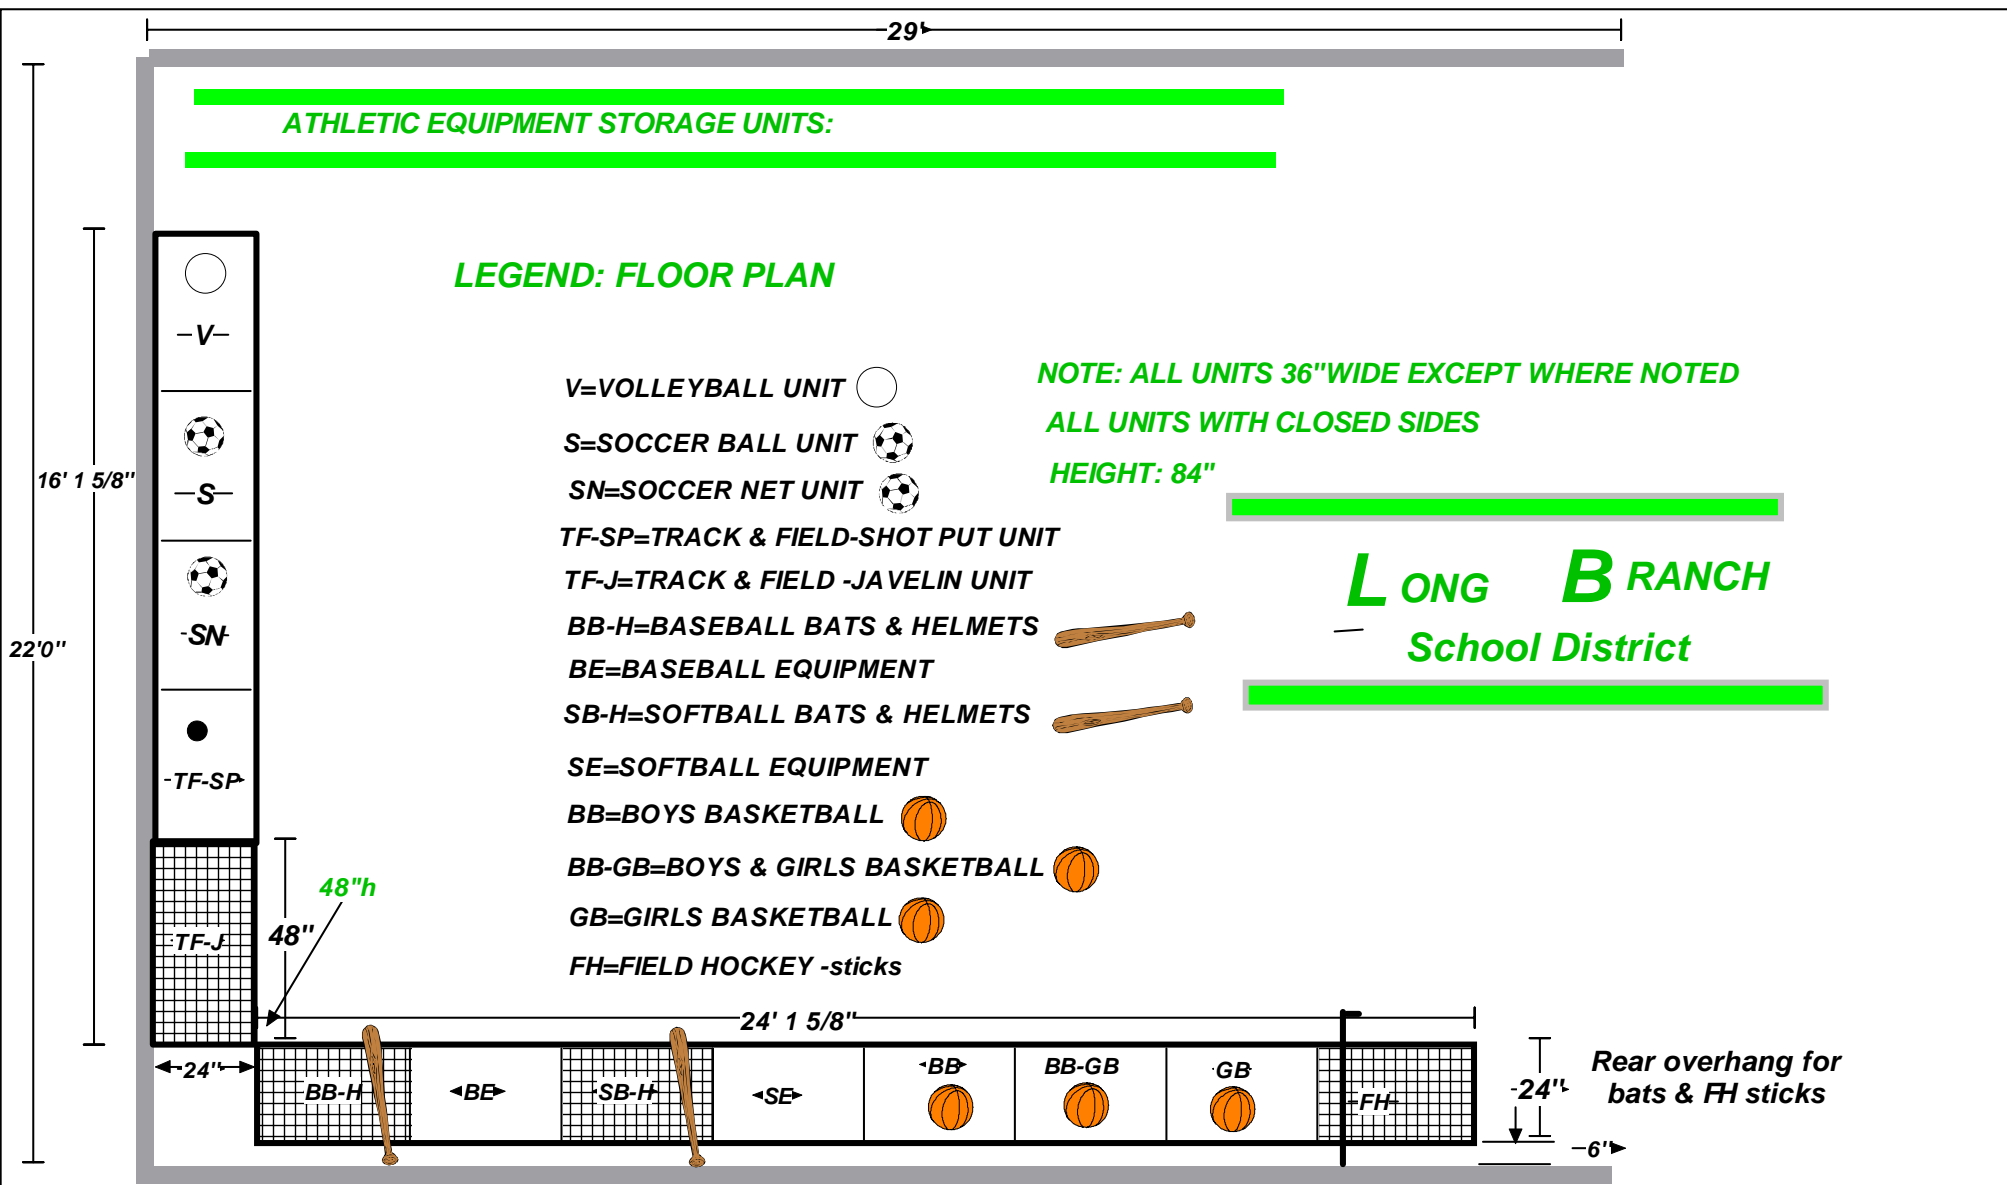 29'
ATHLETIC EQUIPMENT STORAGE UNITS:
LEGEND: FLOOR PLAN
V
V=VOLLEYBALL UNIT
NOTE: ALL UNITS 36"WIDE EXCEPT WHERE NOTED
ALL UNITS WITH CLOSED SIDES
S=SOCCER BALL UNIT
HEIGHT: 84"
16' 1 5/8"
S
SN=SOCCER NET UNIT
TF-SP=TRACK & FIELD-SHOT PUT UNIT
TF-J=TRACK & FIELD -JAVELIN UNIT
LONG BRANCH
School District
BB-H=BASEBALL BATS & HELMETS
SN
22'0"
BE=BASEBALL EQUIPMENT
SB-H=SOFTBALL BATS & HELMETS
SE=SOFTBALL EQUIPMENT
TF-SP
BB=BOYS BASKETBALL
BB-GB=BOYS & GIRLS BASKETBALL
48"h
GB=GIRLS BASKETBALL
TF-J
48"
FH=FIELD HOCKEY -sticks
24' 1 5/8"
24"
BB-H
BE
SB-H
SE
BB
BB-GB
GB
FH
24"
Rear overhang for
bats & FH sticks
6"